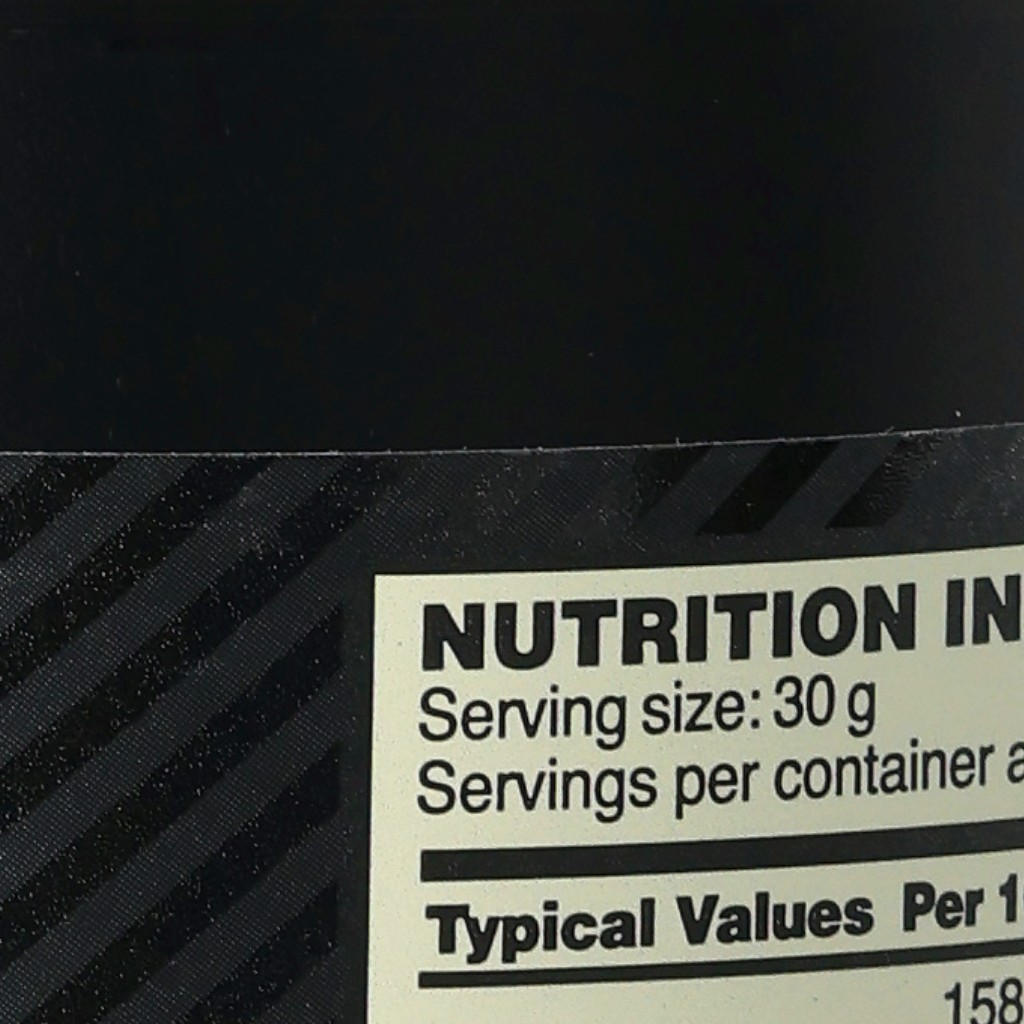 NUTRITION IN
Serving size: 30 g
Servings per container a
Typical Values Per 1
158